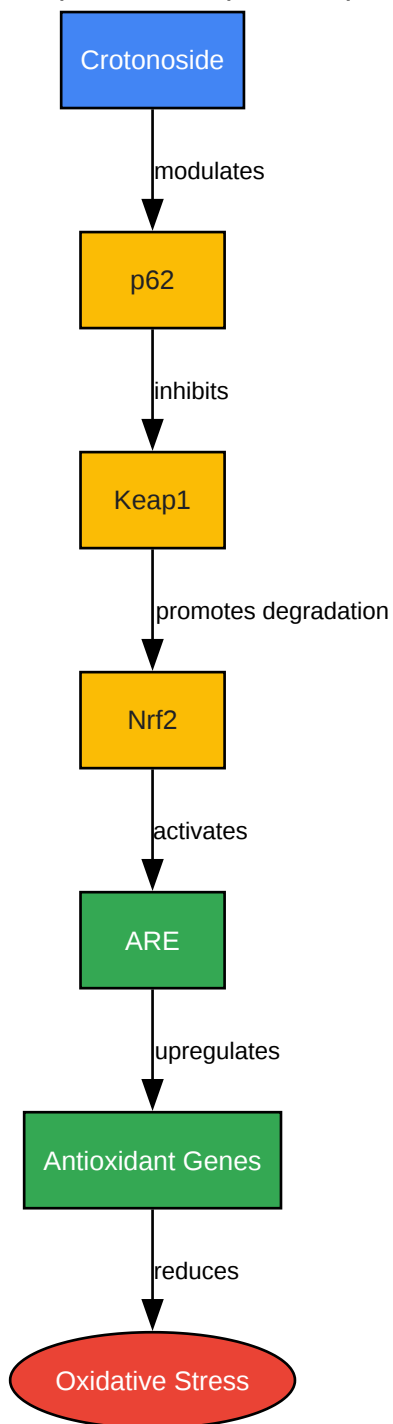 Crotonoside
modulates
p62
inhibits
Keap1
promotes degradation
Nrf2
activates
ARE
upregulates
Antioxidant Genes
reduces
Oxidative Stress